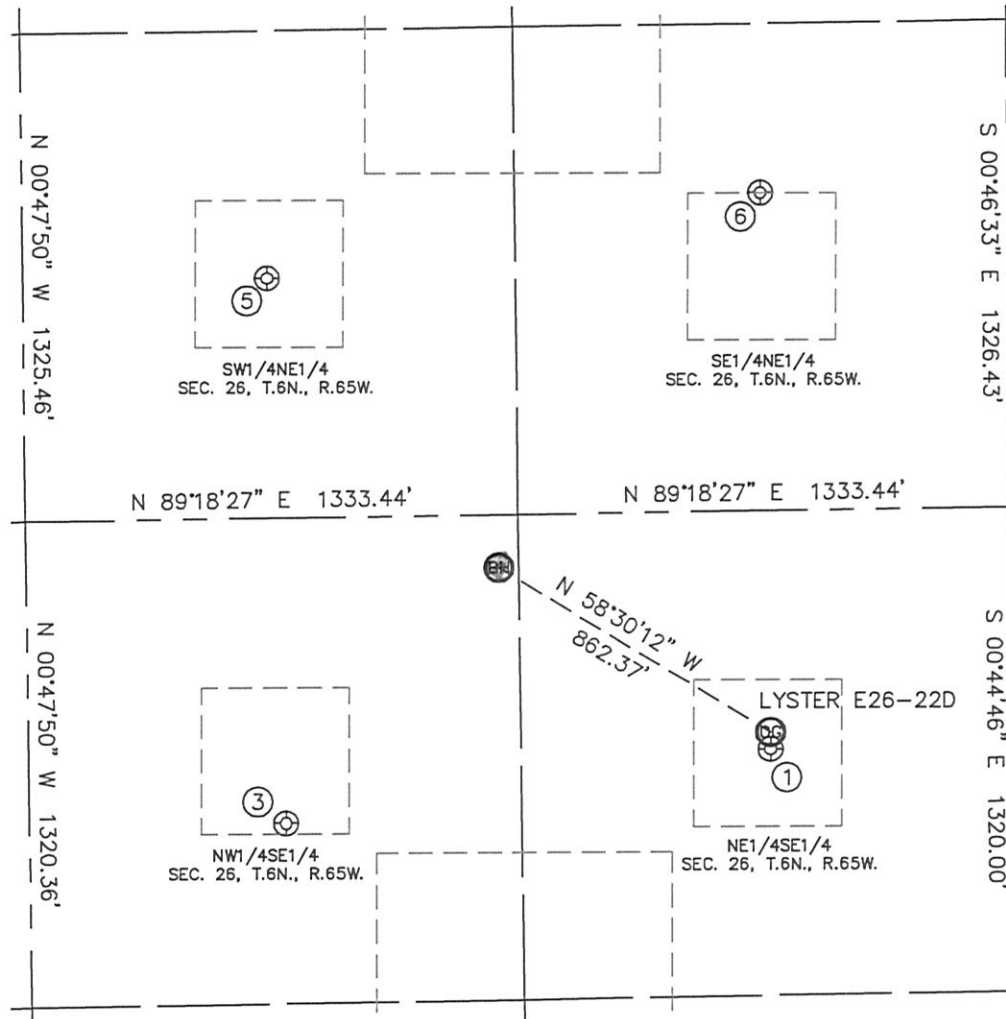 N 00°47'50" W 1325.46'
S 00°46'33" E 1326.43'
6
5
SW1/4NE1/4
SEC. 26, T.6N., R.65W.
SE1/4NE1/4
SEC. 26, T.6N., R.65W.
N 89°18'27" E 1333.44'
N 89°18'27" E 1333.44'
N 58°30'12" W
862.37'
N 00°47'50" W 1320.36'
S 00°44'46" E 1320.00'
LYSTER E26-22D
1
3
NW1/4SE1/4
SEC. 26, T.6N., R.65W.
NE1/4SE1/4
SEC. 26, T.6N., R.65W.